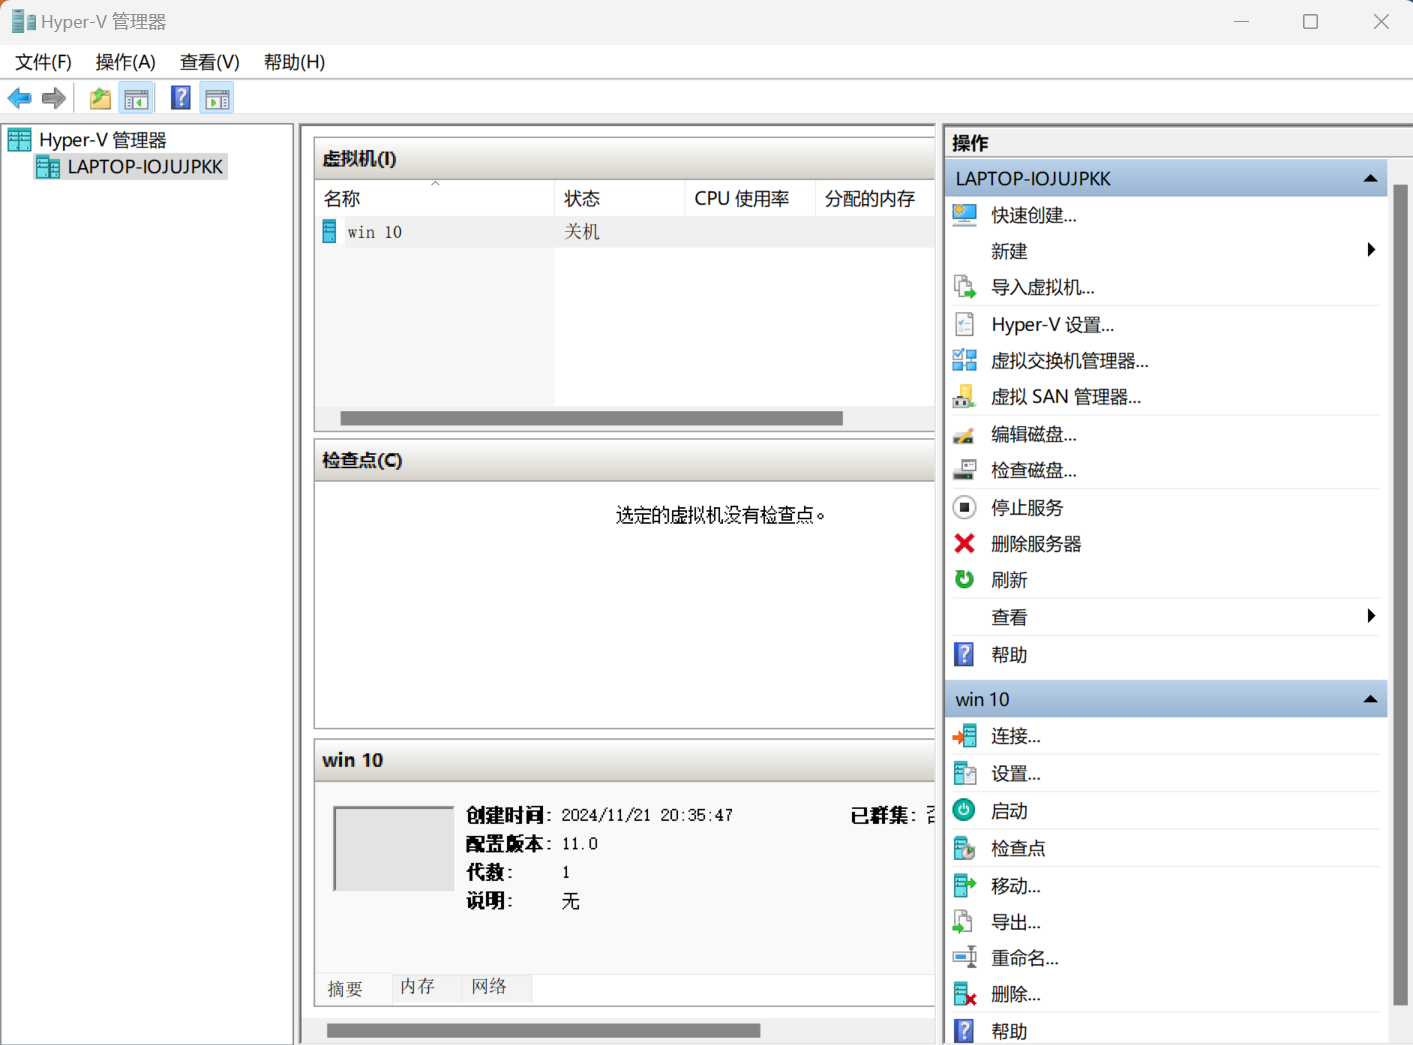 Hyper-V 管理器
文件(F) 操作(A) 查看(V) 帮助(H)
Hyper-V 管理器
LAPTOP-IOJUJPKK
虚拟机(I)
名称 状态 CPU 使用率 分配的内存
win 10 关机
检查点(C)
选定的虚拟机没有检查点。
win 10
创建时间: 2024/11/21 20:35:47 已群集: 否
配置版本: 11.0
代数: 1
说明: 无
摘要 内存 网络
操作
LAPTOP-IOJUJPKK
快速创建...
新建
导入虚拟机...
Hyper-V 设置...
虚拟交换机管理器...
虚拟 SAN 管理器...
编辑磁盘...
检查磁盘...
停止服务
删除服务器
刷新
查看
帮助
win 10
连接...
设置...
启动
检查点
移动...
导出...
重命名...
删除...
帮助